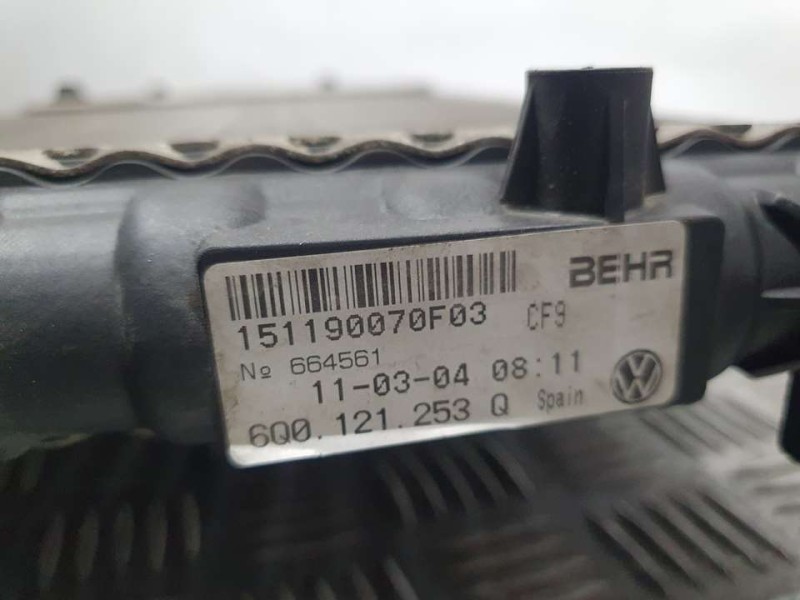 BEHR
151190070F03 CF9
Nº 664561
11-03-04 08:11
6Q0.121.253 Q Spain